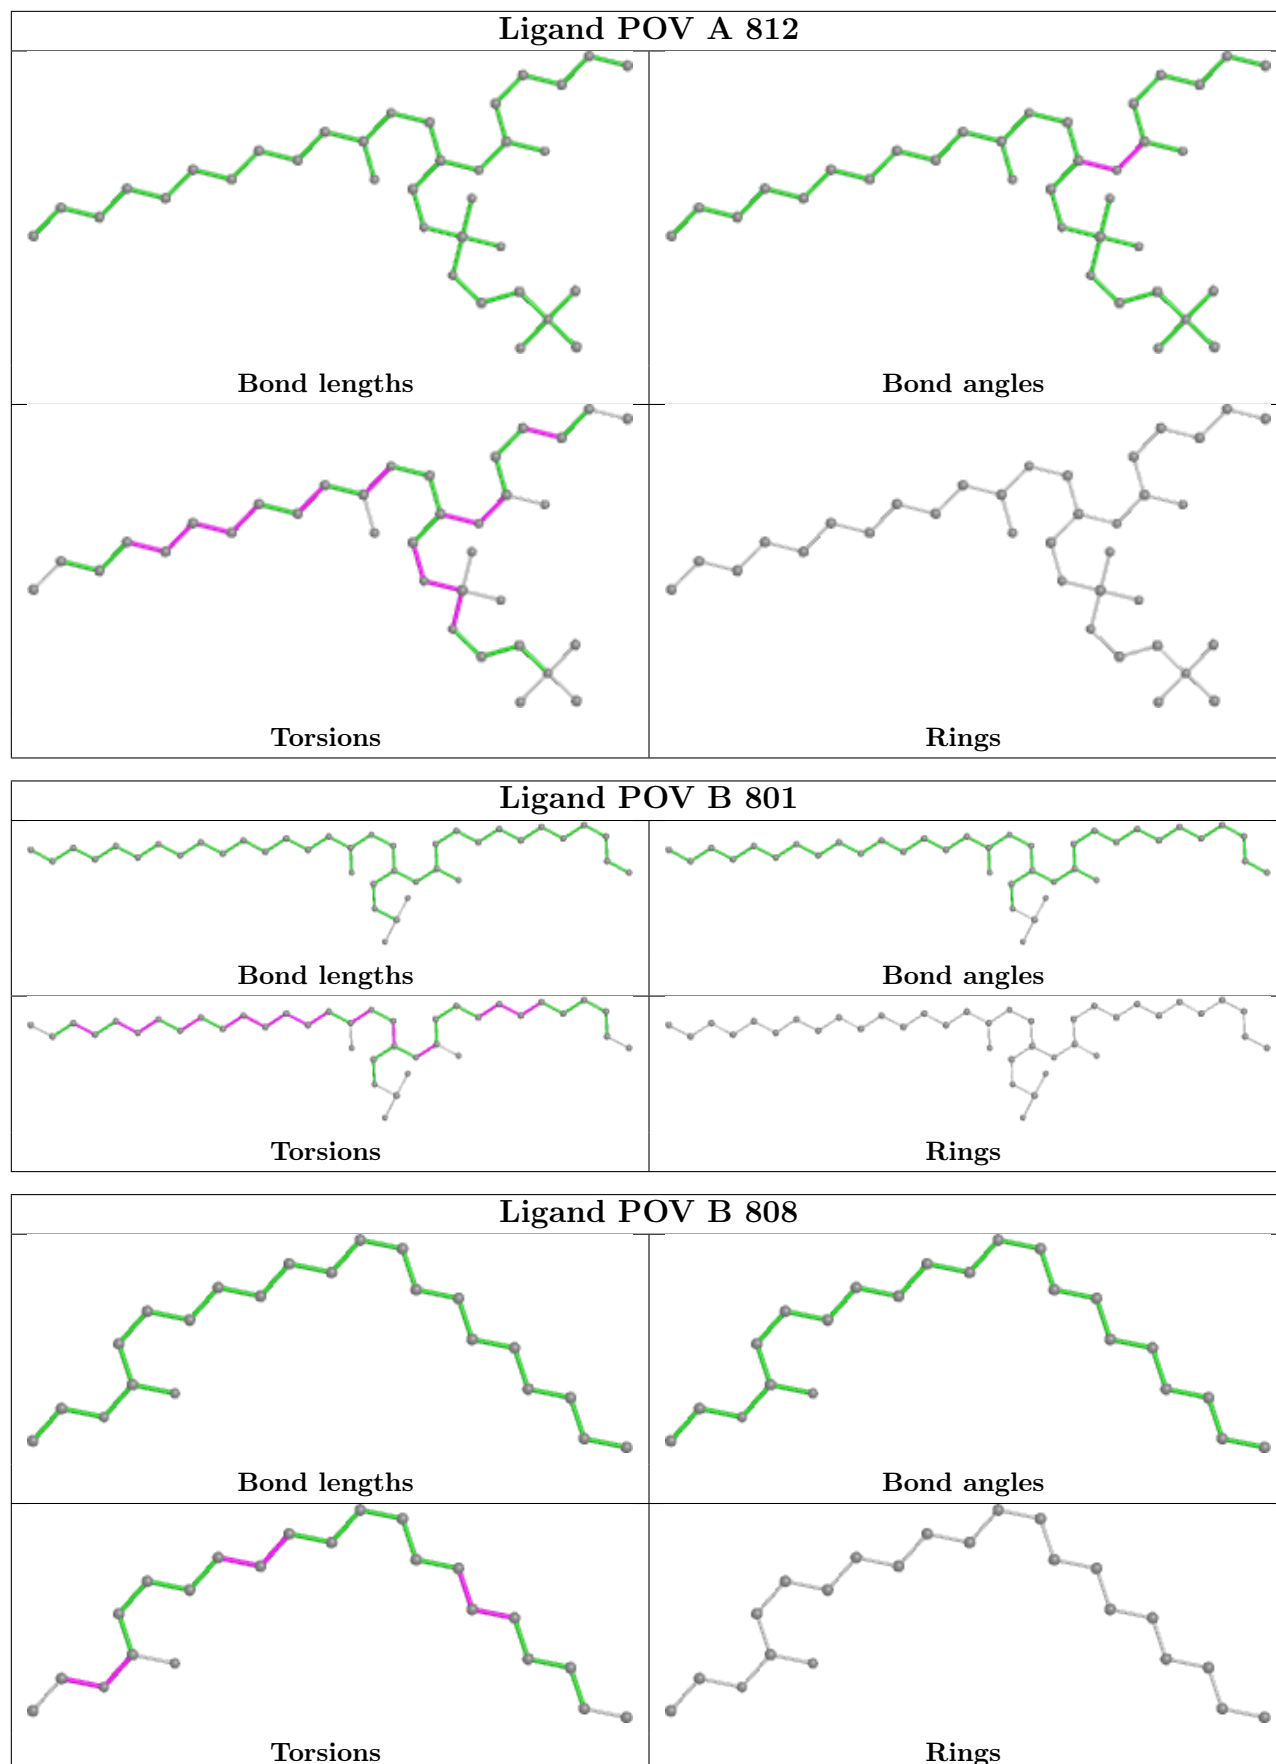 Ligand POV A 812
Bond lengths
Bond angles
Torsions
Rings
Ligand POV B 801
Bond lengths
Bond angles
Torsions
Rings
Ligand POV B 808
Bond lengths
Bond angles
Torsions
Rings